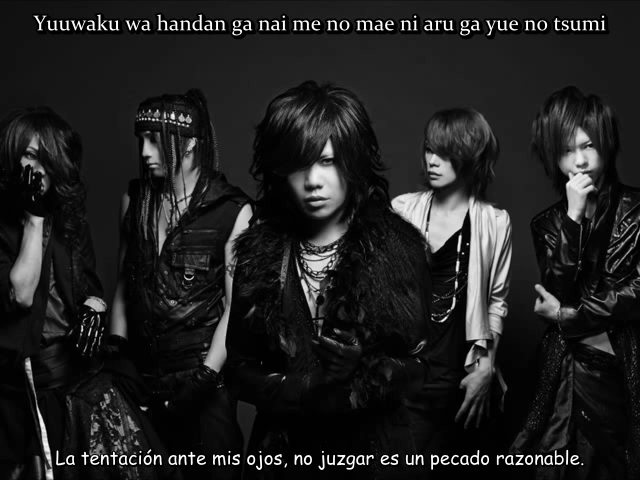 Yuuwaku wa handan ga nai me no mae ni aru ga yue no tsumi
La tentación ante mis ojos, no juzgar es un pecado razonable.